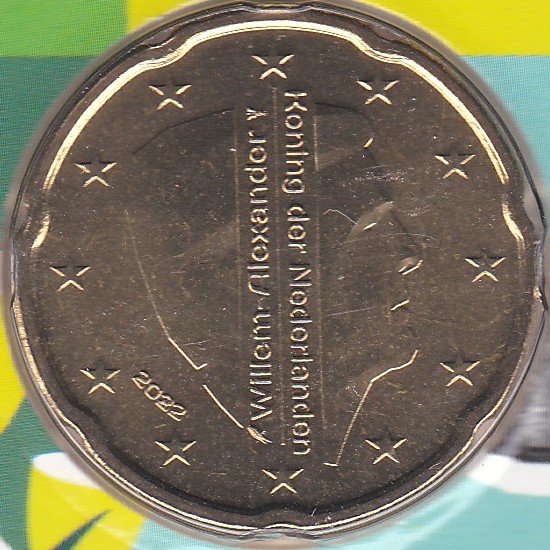 Willem-Alexander
Koning der Nederlanden
2022